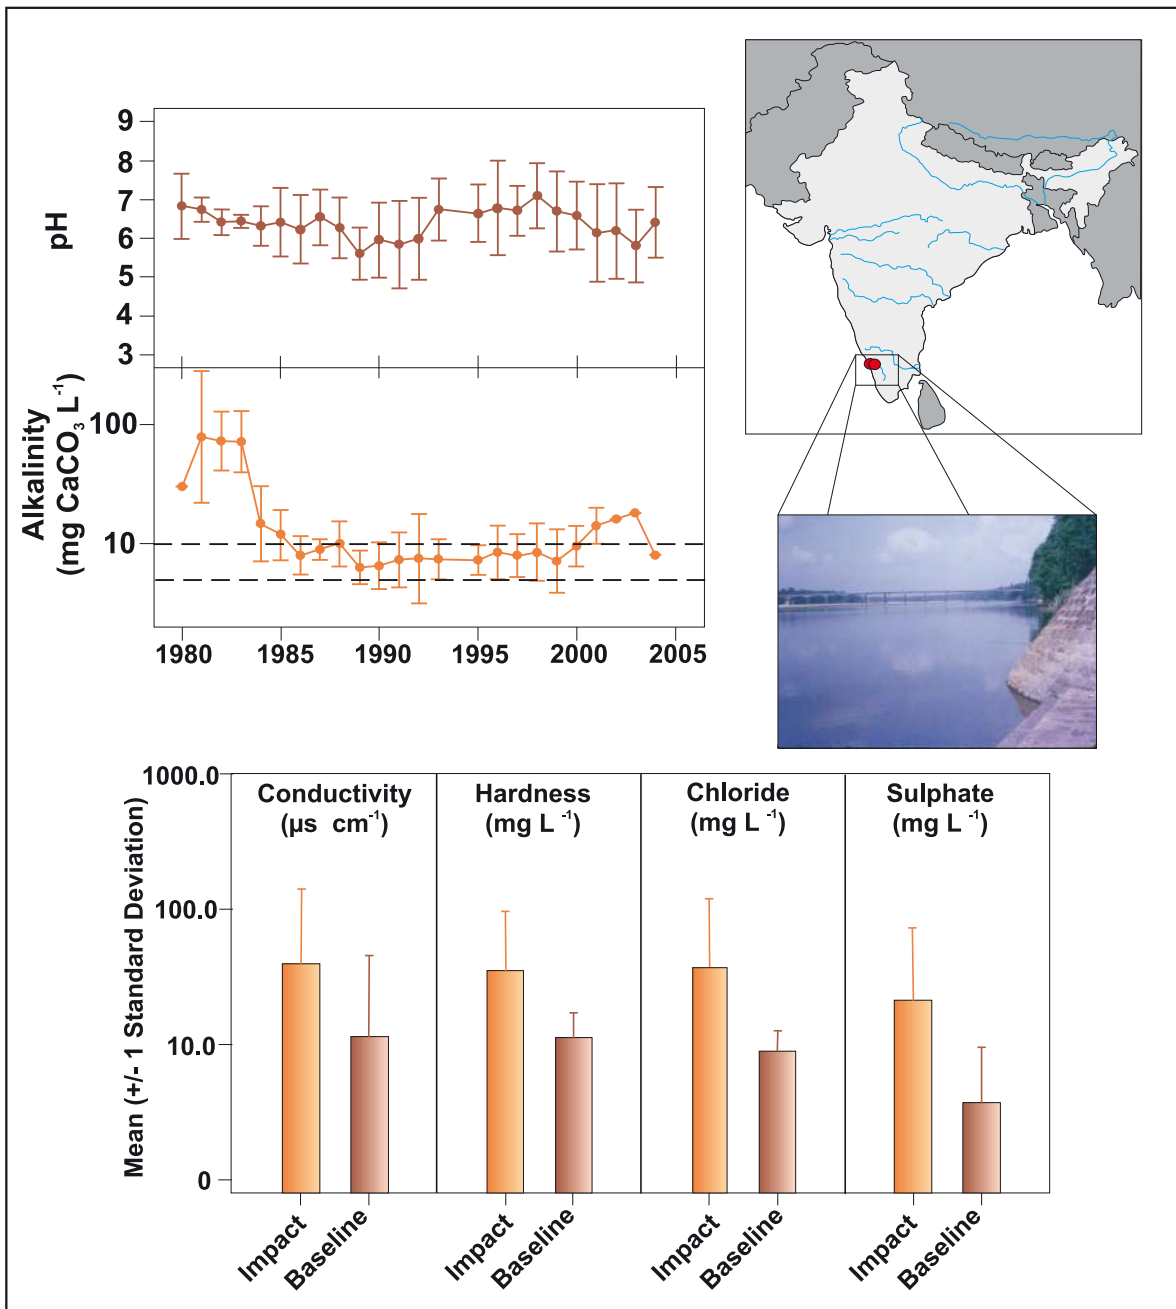 9
8
7
6
5
4
3
pH
100
10
Alkalinity
(mg CaCO₃ L⁻¹)
1980 1985 1990 1995 2000 2005
1000.0
100.0
10.0
0
Mean (+/- 1 Standard Deviation)
Conductivity
(µs cm⁻¹)
Hardness
(mg L⁻¹)
Chloride
(mg L⁻¹)
Sulphate
(mg L⁻¹)
Impact
Baseline
Impact
Baseline
Impact
Baseline
Impact
Baseline